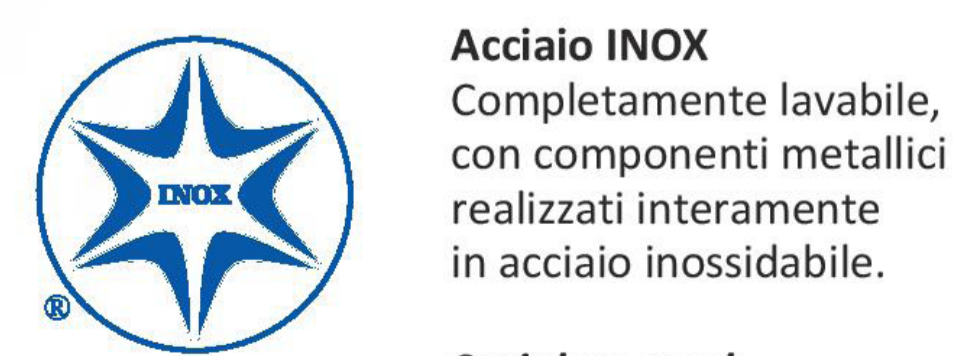 INOX
®
Acciaio INOX
Completamente lavabile,
con componenti metallici
realizzati interamente
in acciaio inossidabile.